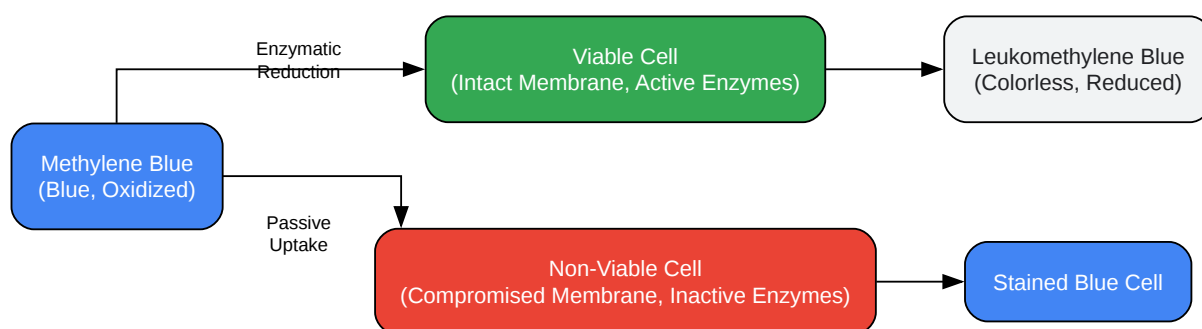 Enzymatic
Reduction
Viable Cell
(Intact Membrane, Active Enzymes)
Leukomethylene Blue
(Colorless, Reduced)
Methylene Blue
(Blue, Oxidized)
Passive
Uptake
Non-Viable Cell
(Compromised Membrane, Inactive Enzymes)
Stained Blue Cell